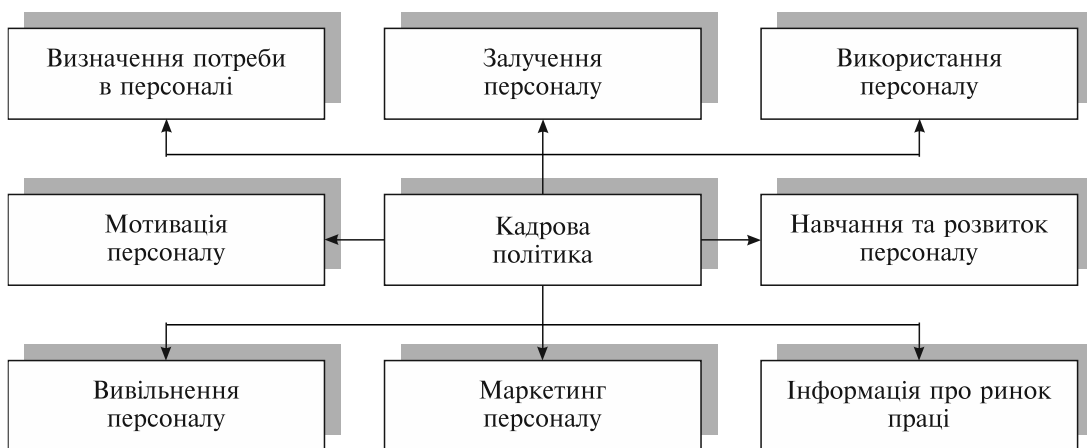 Визначення потреби
в персоналі
Залучення
персоналу
Використання
персоналу
Мотивація
персоналу
Кадрова
політика
Навчання та розвиток
персоналу
Вивільнення
персоналу
Маркетинг
персоналу
Інформація про ринок
праці